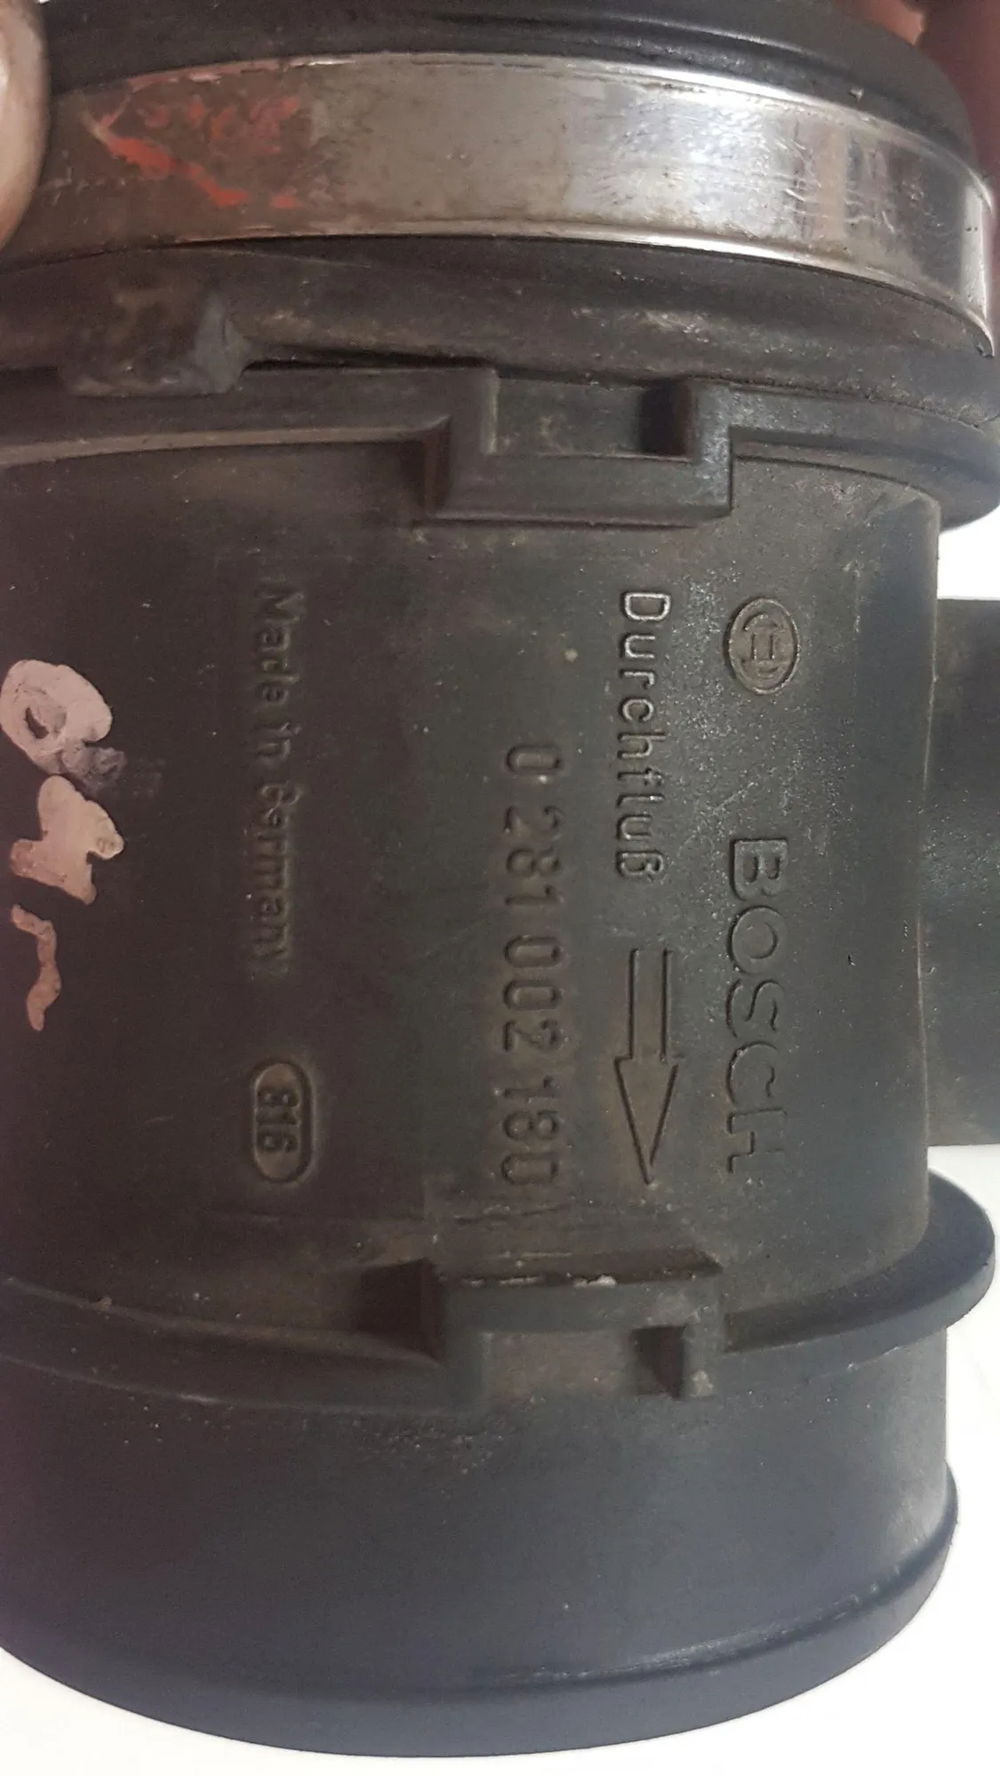 BOSCH
Durchfluß
0 281 002 180
Made in Germany 816